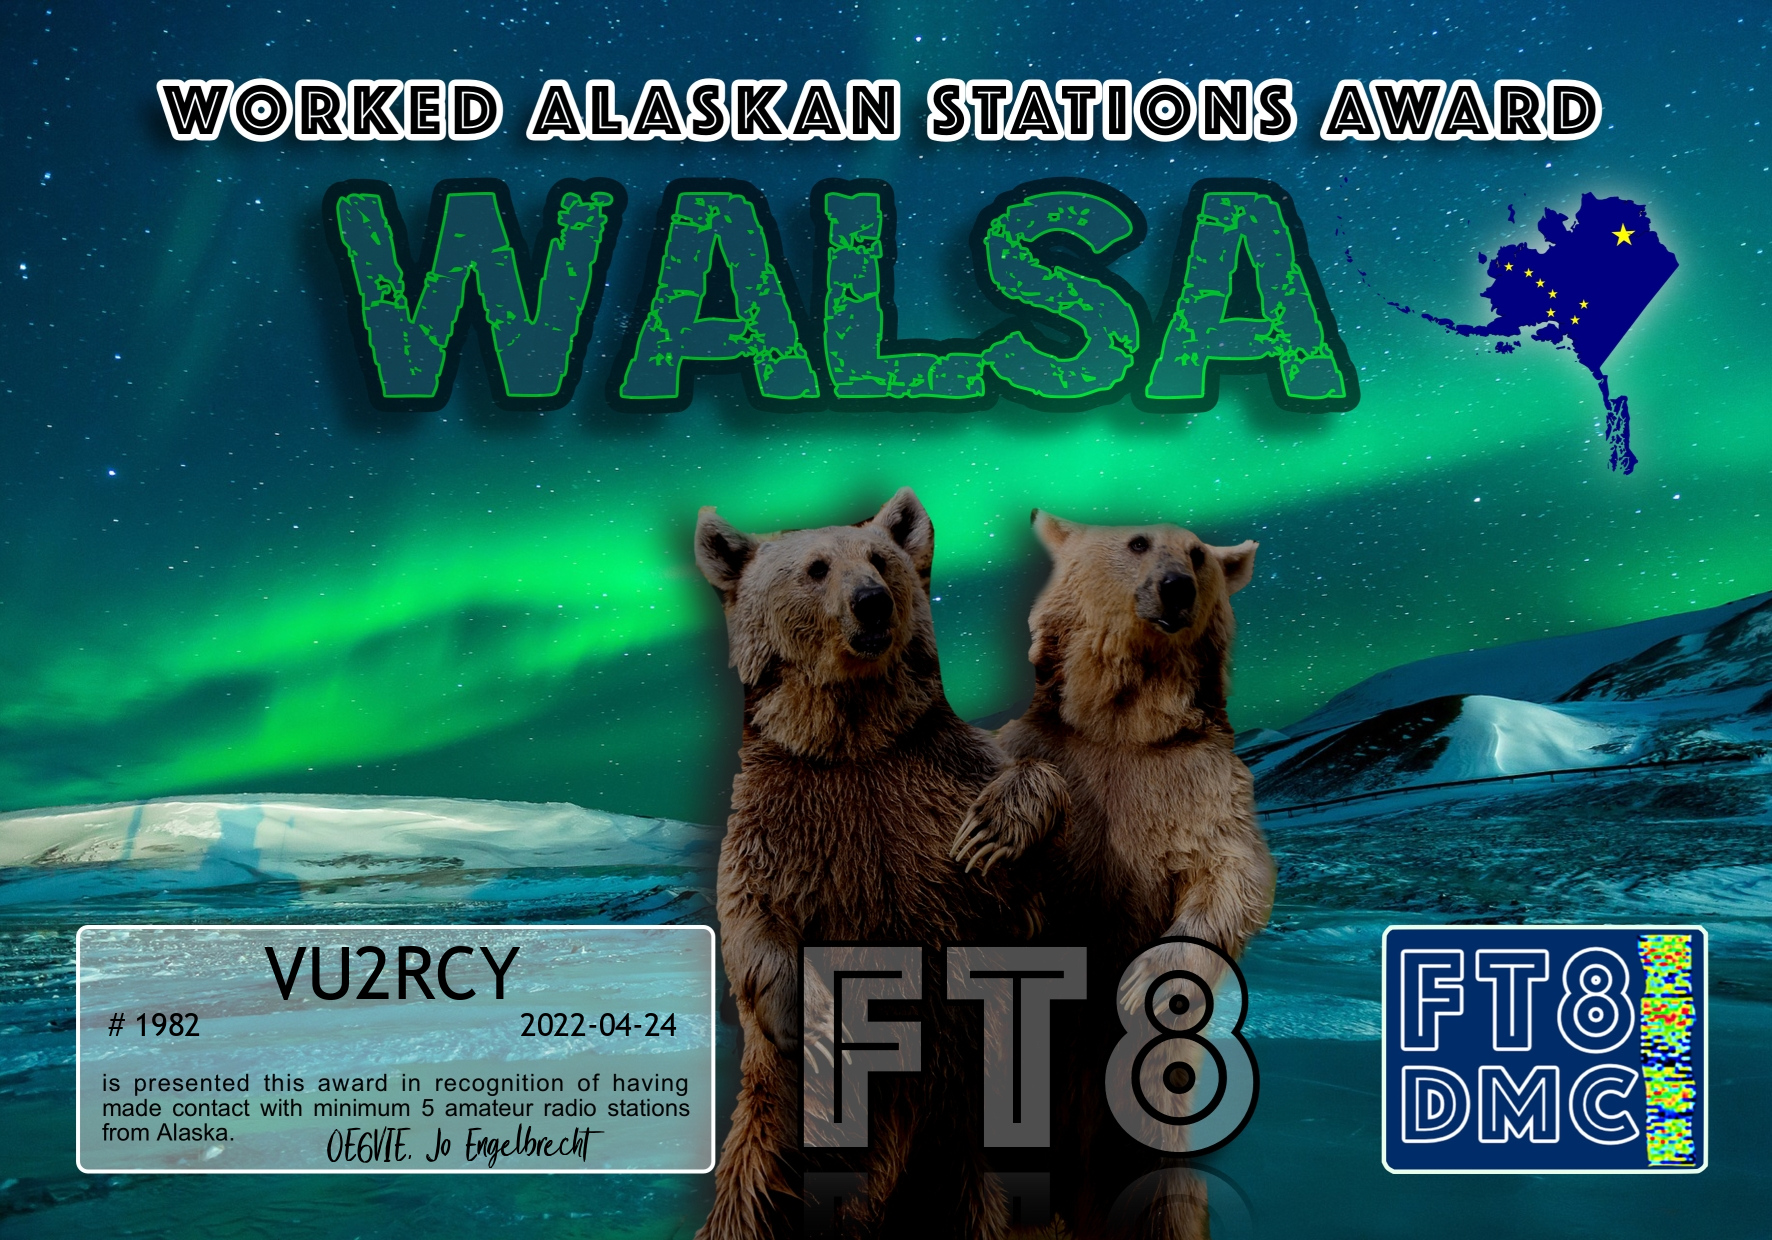 WORKED ALASKAN STATIONS AWARD
WALSA
VU2RCY
# 1982 2022-04-24
is presented this award in recognition of having
made contact with minimum 5 amateur radio stations
from Alaska.
OE6VIE, Jo Engelbrecht
FT8
FT8
DMC